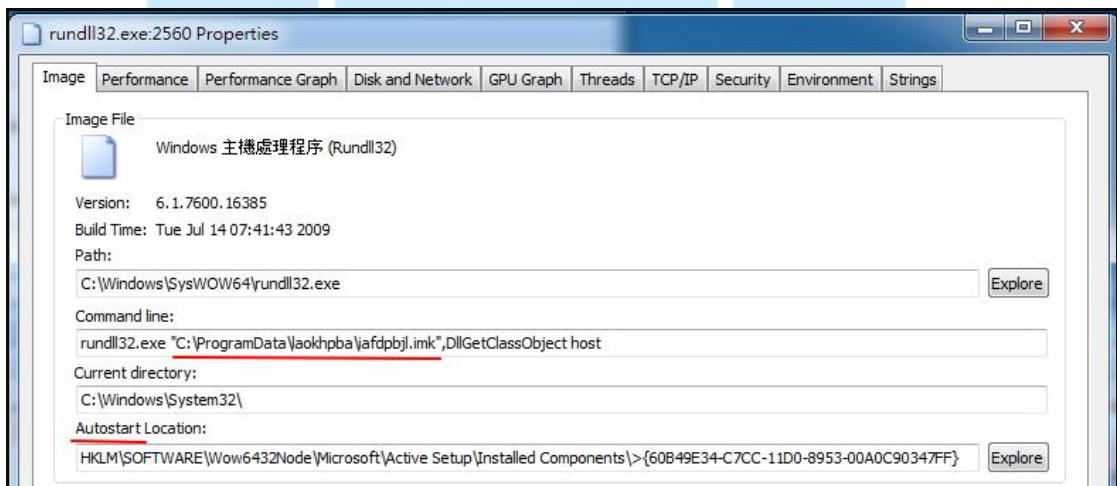 rundll32.exe:2560 Properties
Image Performance Performance Graph Disk and Network GPU Graph Threads TCP/IP Security Environment Strings
Image File
Windows 主機處理程序 (Rundll32)
Version: 6.1.7600.16385
Build Time: Tue Jul 14 07:41:43 2009
Path:
C:\Windows\SysWOW64\rundll32.exe Explore
Command line:
rundll32.exe "C:\ProgramData\laokhpba\iafdpbjl.imk",DllGetClassObject host
Current directory:
C:\Windows\System32\
Autostart Location:
HKLM\SOFTWARE\Wow6432Node\Microsoft\Active Setup\Installed Components\>{60B49E34-C7CC-11D0-8953-00A0C90347FF} Explore